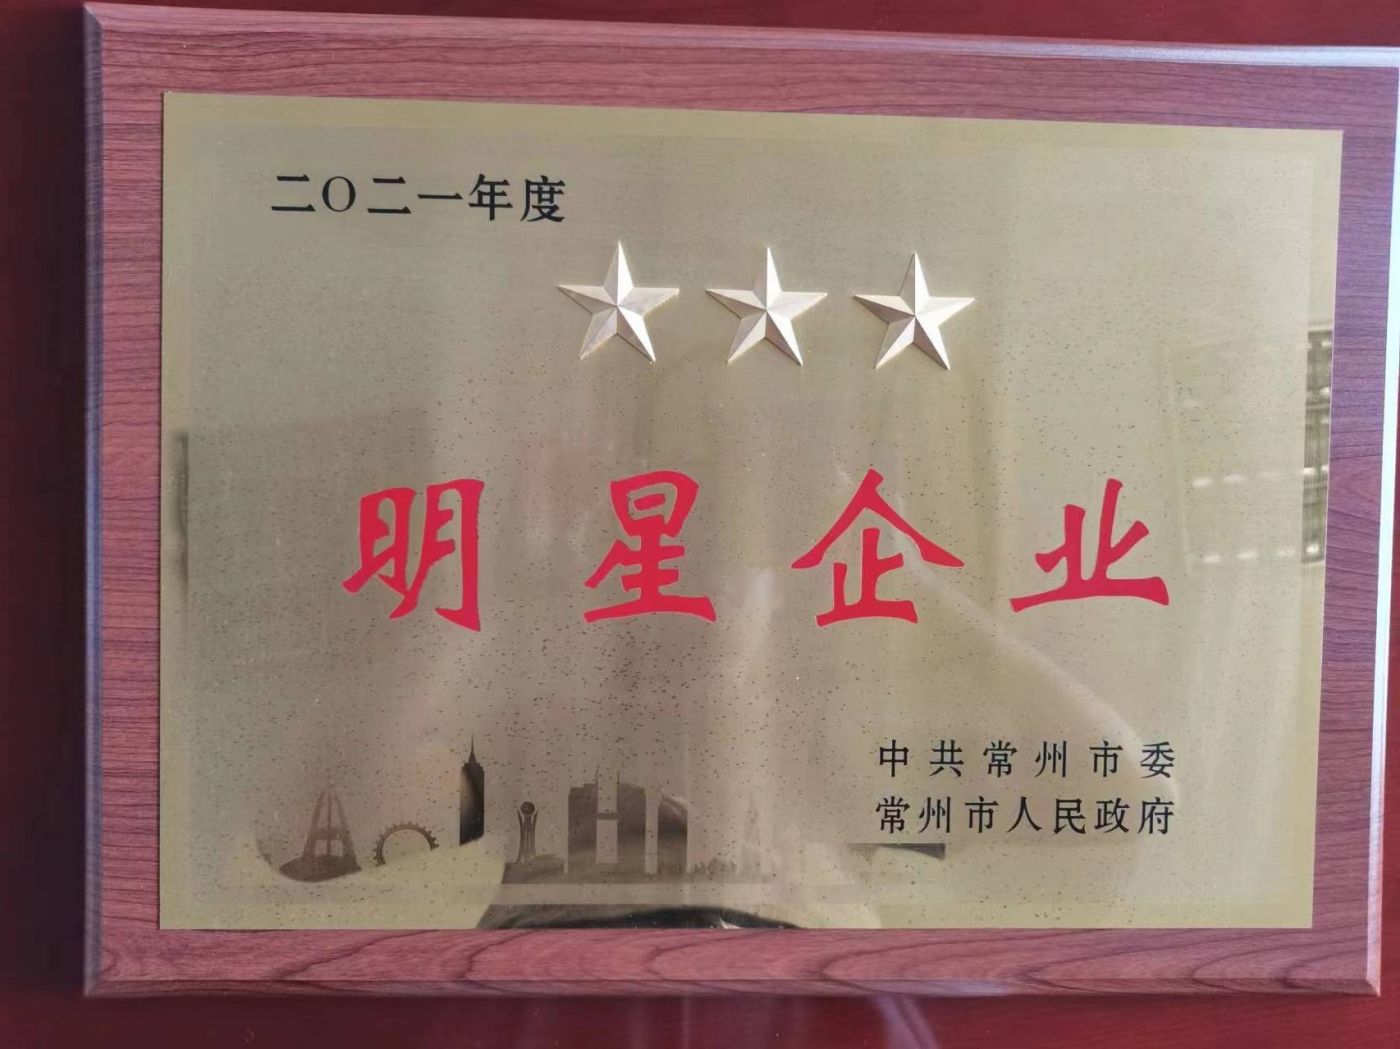 二〇二一年度
明星企业
中共常州市委
常州市人民政府